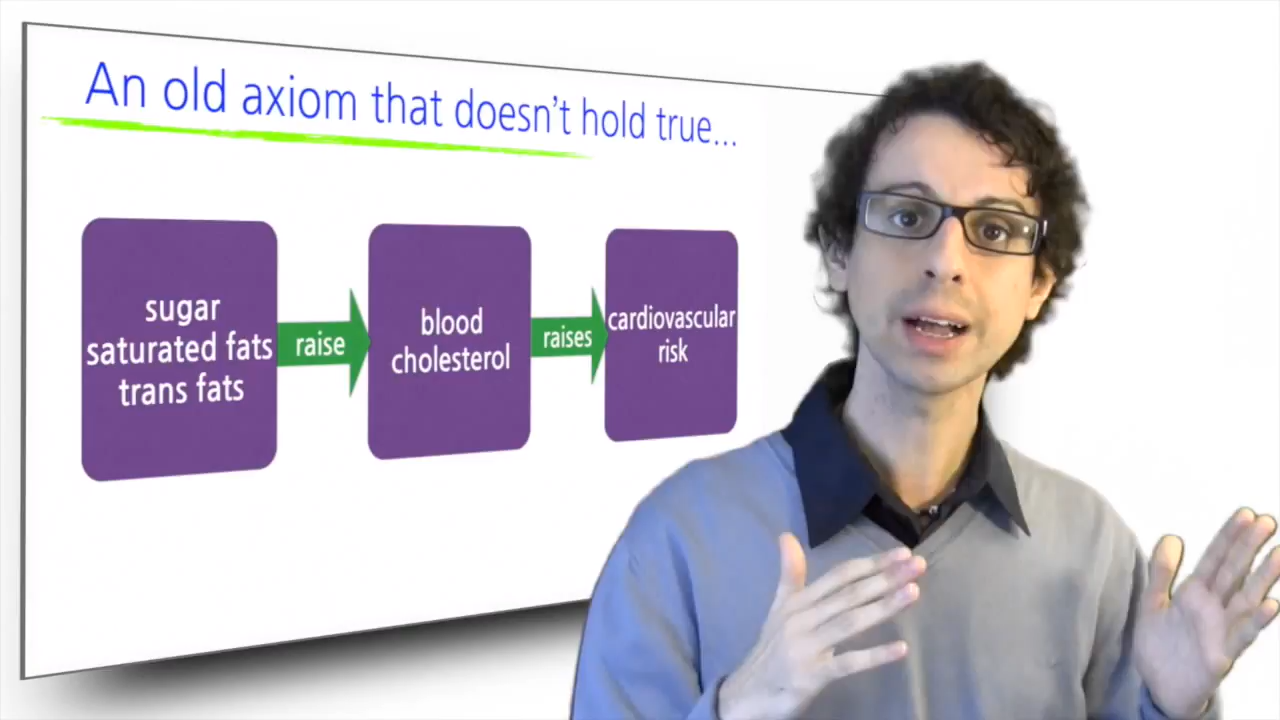 An old axiom that doesn't hold true...
sugar
saturated fats
trans fats
raise
blood
cholesterol
raises
cardiovascular
risk